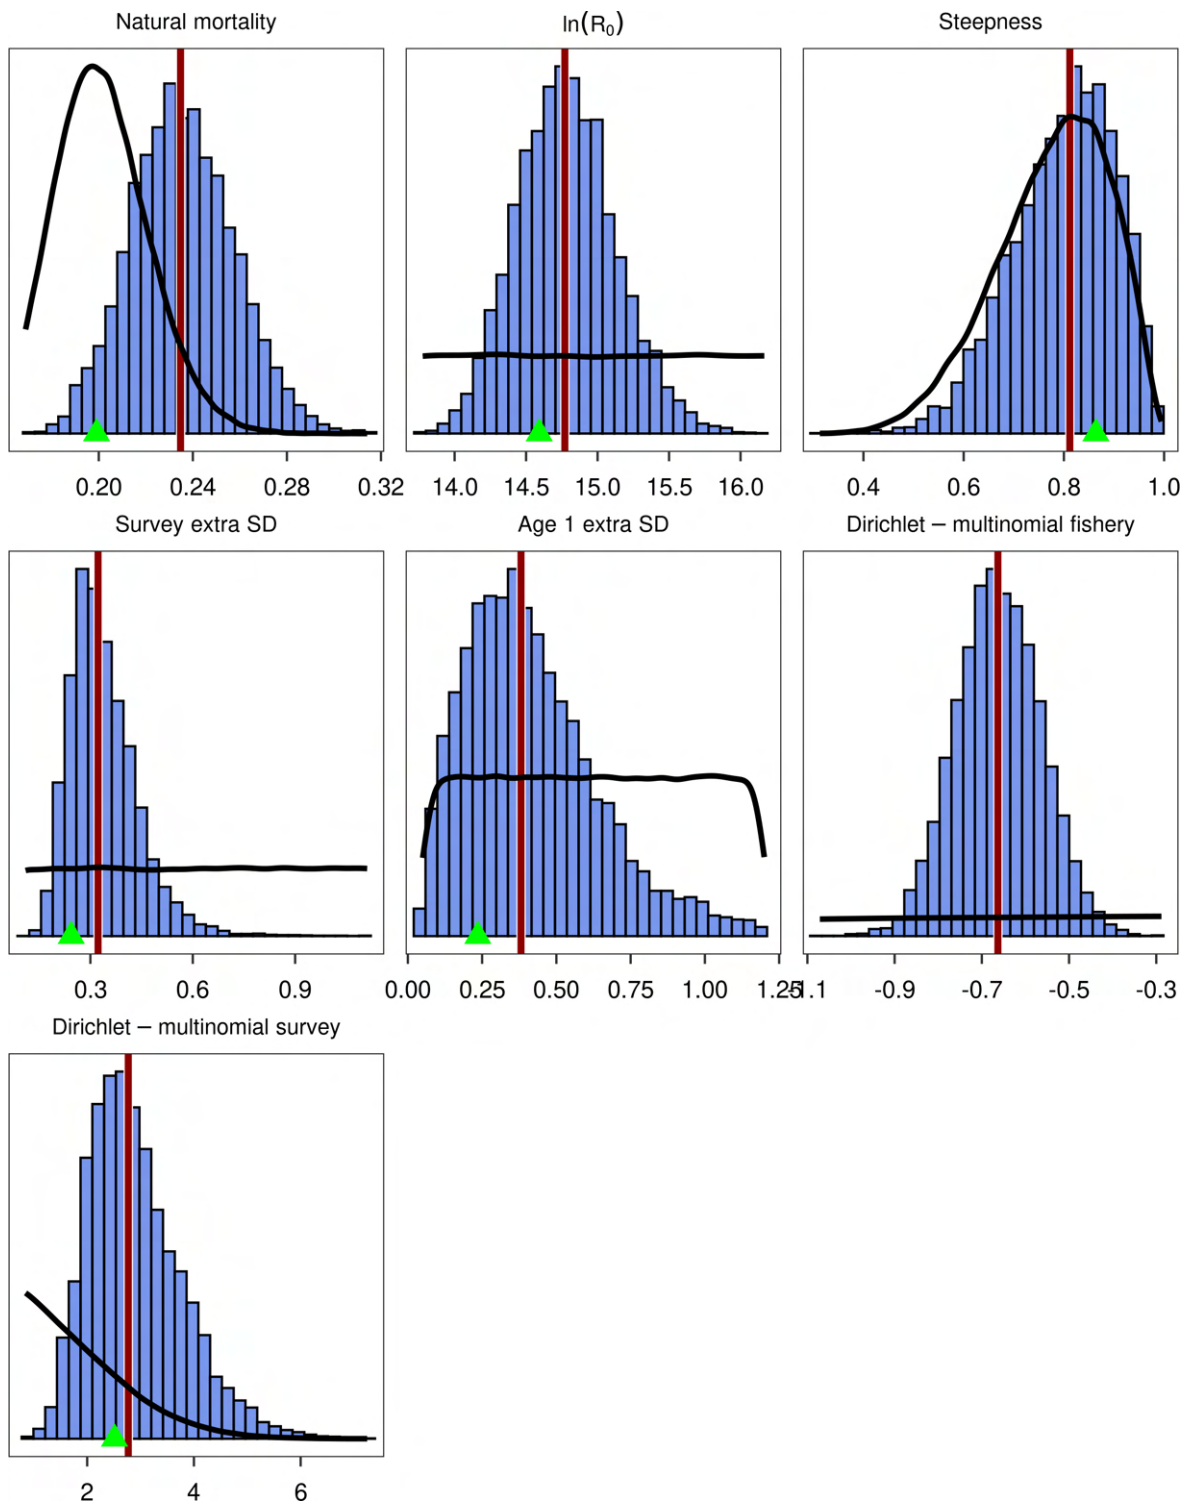 Natural mortality ln(R₀) Steepness
0.20 0.24 0.28 0.32 14.0 14.5 15.0 15.5 16.0 0.4 0.6 0.8 1.0
Survey extra SD Age 1 extra SD Dirichlet – multinomial fishery
0.3 0.6 0.9 0.00 0.25 0.50 0.75 1.00 1.25 -1.1 -0.9 -0.7 -0.5 -0.3
Dirichlet – multinomial survey
2 4 6